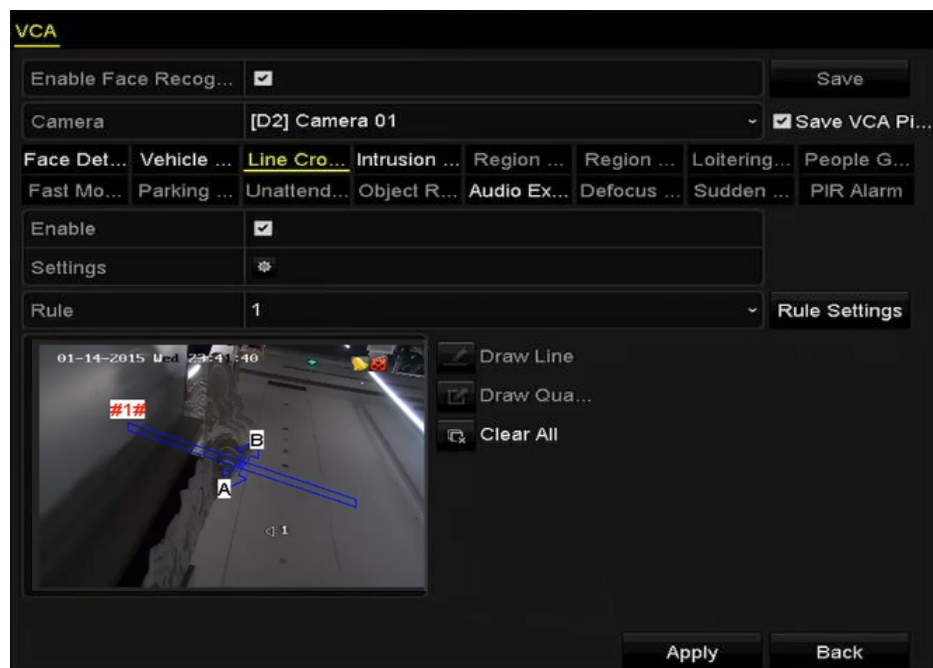 VCA
Enable Face Recog...
Save
Camera [D2] Camera 01
Save VCA Pi...
Face Det... Vehicle ... Line Cro... Intrusion ... Region ... Region ... Loitering... People G...
Fast Mo... Parking ... Unattend... Object R... Audio Ex... Defocus ... Sudden ... PIR Alarm
Enable
Settings
Rule 1
Rule Settings
01-14-2015 Wed 23:41:40
#1#
B
A
1
Draw Line
Draw Qua...
Clear All
Apply Back